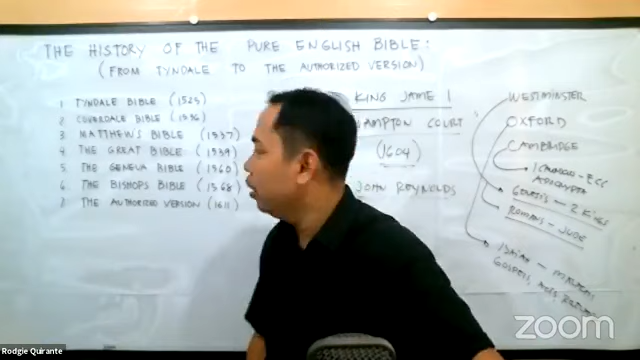 THE HISTORY OF THE PURE ENGLISH BIBLE:
(FROM TYNDALE TO THE AUTHORIZED VERSION)
1 TYNDALE BIBLE (1525)
2 COVERDALE BIBLE (1536)
3 MATTHEWS BIBLE (1537)
4 THE GREAT BIBLE (1539)
5 THE GENEVA BIBLE (1560)
6 THE BISHOPS BIBLE (1568)
7 THE AUTHORIZED VERSION (1611)
KING JAME I
HAMPTON COURT
(1604)
JOHN REYNOLDS
WESTMINSTER
OXFORD
CAMBRIDGE
APOCRYPHA
GENESIS - 2 KINGS
ROMANS - JUDE
ISAIAH - MALACHI
GOSPELS, ACTS
zoom
Rodgie Quirante